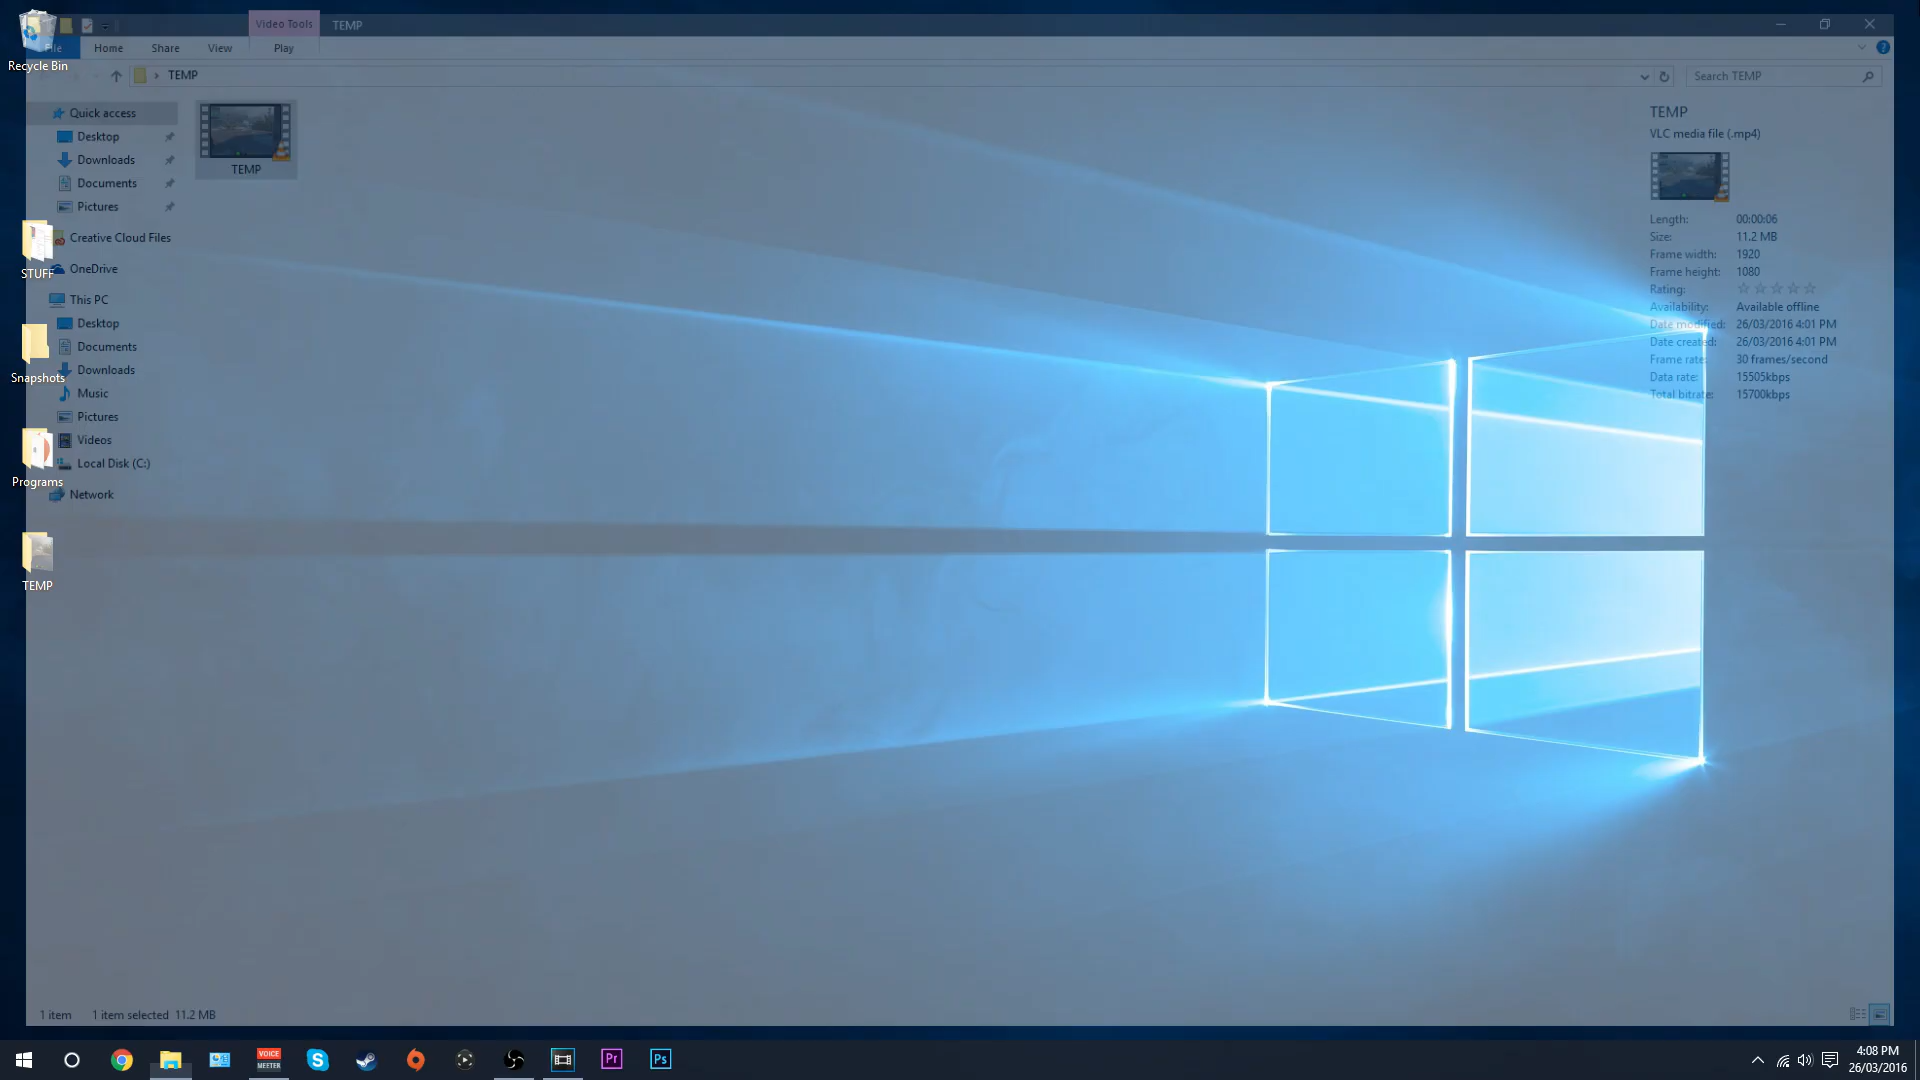 Video Tools
TEMP
File
Home
Share
View
Play
TEMP
Search TEMP
Recycle Bin
Quick access
Desktop
Downloads
Documents
Pictures
Creative Cloud Files
OneDrive
This PC
Desktop
Documents
Downloads
Music
Pictures
Videos
Local Disk (C:)
Network
STUFF
Snapshots
Programs
TEMP
TEMP
TEMP
VLC media file (.mp4)
Length: 00:00:06
Size: 11.2 MB
Frame width: 1920
Frame height: 1080
Rating:
Availability: Available offline
Date modified: 26/03/2016 4:01 PM
Date created: 26/03/2016 4:01 PM
Frame rate: 30 frames/second
Data rate: 15505kbps
Total bitrate: 15700kbps
1 item 1 item selected 11.2 MB
VOICE
MEETER
Pr
Ps
4:08 PM
26/03/2016